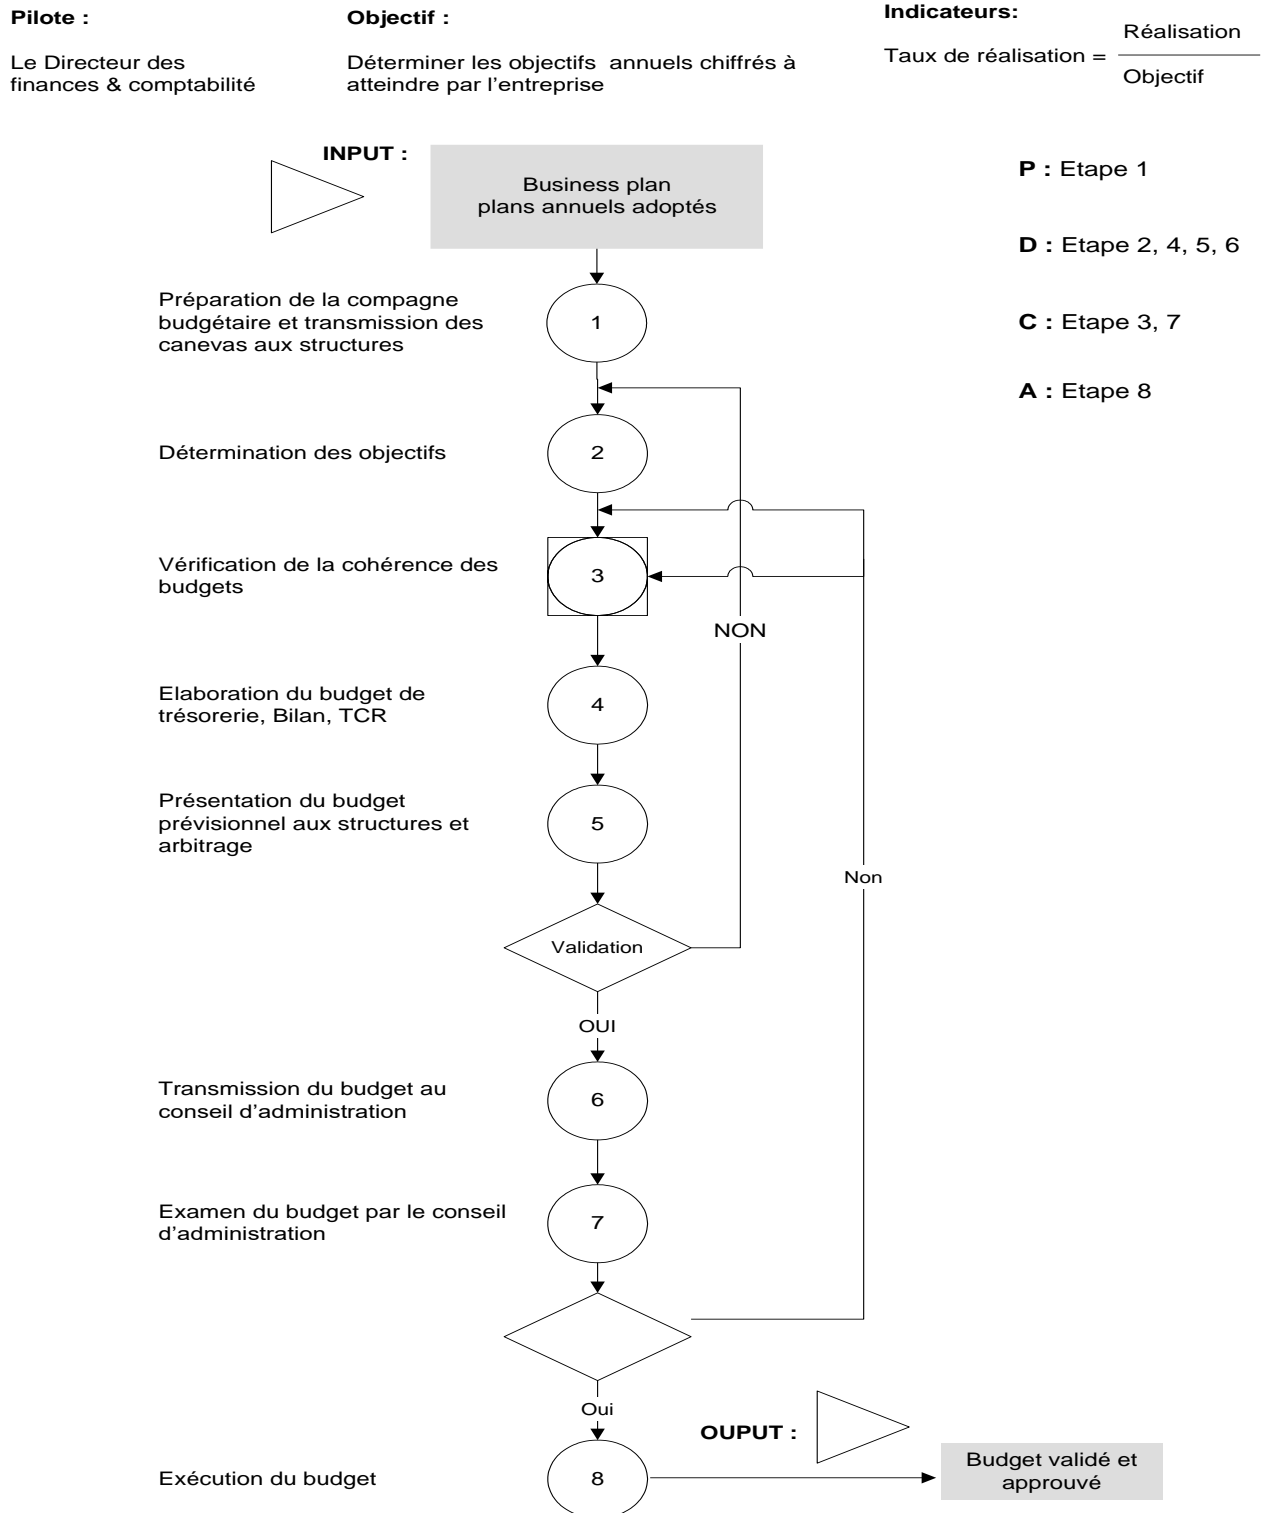 Pilote :
Le Directeur des
finances & comptabilité
Objectif :
Déterminer les objectifs  annuels chiffrés à
atteindre par l'entreprise
Indicateurs:
Taux de réalisation =
Réalisation
Objectif
INPUT :
Business plan
plans annuels adoptés
P : Etape 1
D : Etape 2, 4, 5, 6
C : Etape 3, 7
A : Etape 8
Préparation de la compagne
budgétaire et transmission des
canevas aux structures
1
Détermination des objectifs
2
Vérification de la cohérence des
budgets
3
NON
Elaboration du budget de
trésorerie, Bilan, TCR
4
Présentation du budget
prévisionnel aux structures et
arbitrage
5
Non
Validation
OUI
Transmission du budget au
conseil d'administration
6
Examen du budget par le conseil
d'administration
7
Oui
OUPUT :
Exécution du budget
8
Budget validé et
approuvé